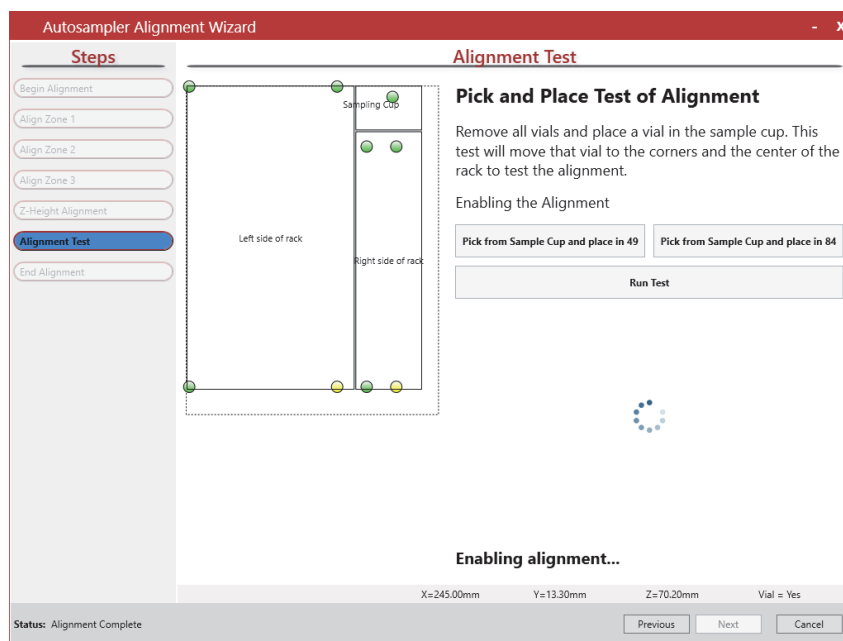 Autosampler Alignment Wizard
- X
Steps
Begin Alignment
Align Zone 1
Align Zone 2
Align Zone 3
Z-Height Alignment
Alignment Test
End Alignment
Alignment Test
Sampling Cup
Left side of rack
Right side of rack
Pick and Place Test of Alignment
Remove all vials and place a vial in the sample cup. This
test will move that vial to the corners and the center of the
rack to test the alignment.
Enabling the Alignment
Pick from Sample Cup and place in 49
Pick from Sample Cup and place in 84
Run Test
Enabling alignment...
X=245.00mm Y=13.30mm Z=70.20mm Vial = Yes
Status: Alignment Complete
Previous Next Cancel